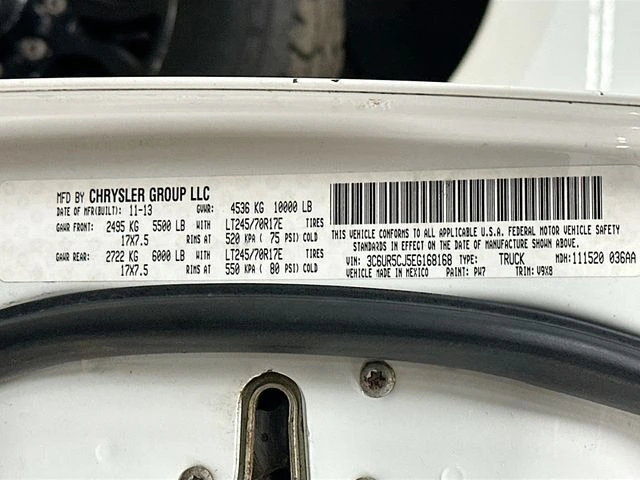 MFD BY CHRYSLER GROUP LLC
DATE OF MFR(BUILT): 11-13 GVWR: 4536 KG 10000 LB
GAWR FRONT: 2495 KG 5500 LB LT245/70R17E TIRES
17X7.5 RIMS AT 520 KPA ( 75 PSI) COLD
GAWR REAR: 2722 KG 6000 LB LT245/70R17E TIRES
17X7.5 RIMS AT 550 KPA ( 80 PSI) COLD
THIS VEHICLE CONFORMS TO ALL APPLICABLE U.S.A. FEDERAL MOTOR VEHICLE SAFETY
STANDARDS IN EFFECT ON THE DATE OF MANUFACTURE SHOWN ABOVE.
VIN: 3C6UR5CJ5EG168168 TYPE: TRUCK MDH: 111520 036AA
VEHICLE MADE IN MEXICO PAINT: PW7 TRIM: V9X8